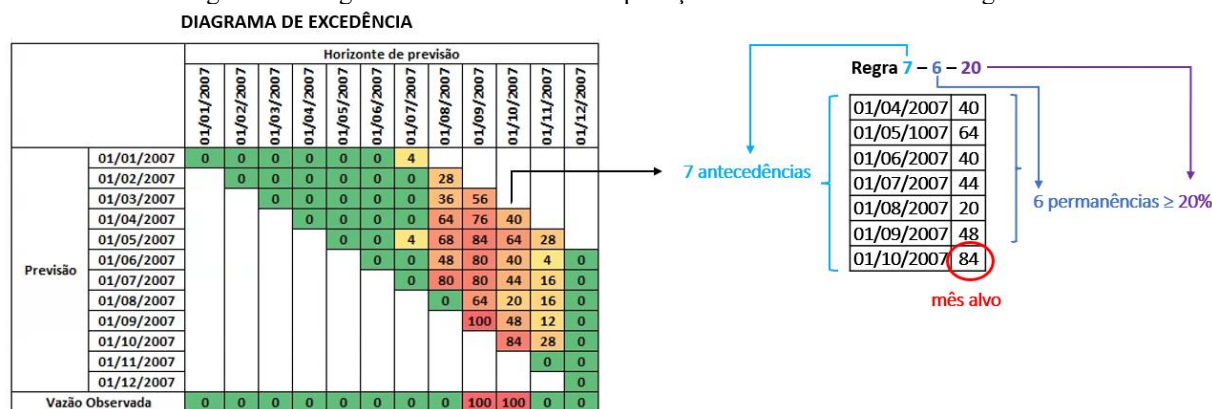 DIAGRAMA DE EXCEDÊNCIA
Horizonte de previsão
01/01/2007 01/02/2007 01/03/2007 01/04/2007 01/05/2007 01/06/2007 01/07/2007 01/08/2007 01/09/2007 01/10/2007 01/11/2007 01/12/2007
Previsão
01/01/2007 0 0 0 0 0 0 4
01/02/2007 0 0 0 0 0 0 28
01/03/2007 0 0 0 0 0 36 56
01/04/2007 0 0 0 0 64 76 40
01/05/2007 0 0 4 68 84 64 28
01/06/2007 0 0 48 80 40 4 0
01/07/2007 0 80 80 44 16 0
01/08/2007 0 64 20 16 0
01/09/2007 100 48 12 0
01/10/2007 84 28 0
01/11/2007 0 0
01/12/2007 0
Vazão Observada 0 0 0 0 0 0 0 0 100 100 0 0
Regra 7 – 6 – 20
7 antecedências
01/04/2007 40
01/05/1007 64
01/06/2007 40
01/07/2007 44
01/08/2007 20
01/09/2007 48
01/10/2007 84
6 permanências ≥ 20%
mês alvo